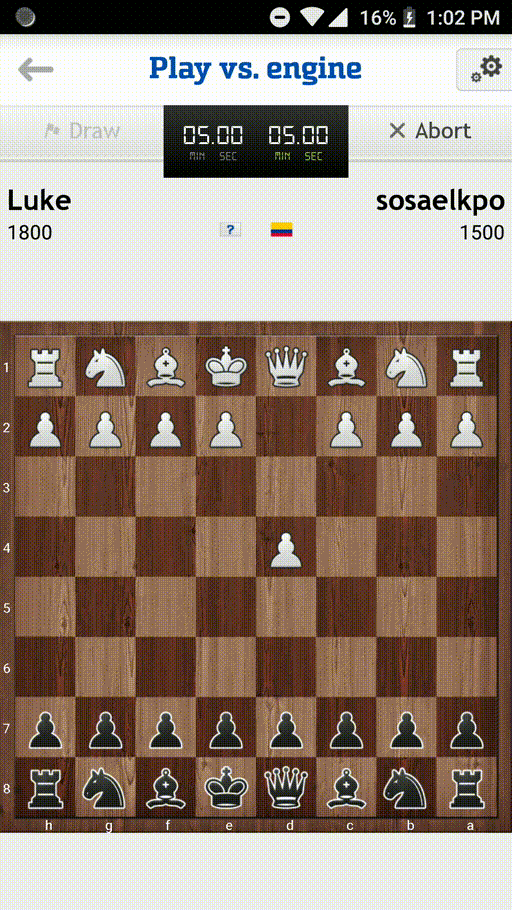 16% 1:02 PM
Play vs. engine
Draw
05.00 05.00
MIN SEC MIN SEC
Abort
Luke sosaelkpo
1800 ? 1500
1
2
3
4
5
6
7
8
h g f e d c b a